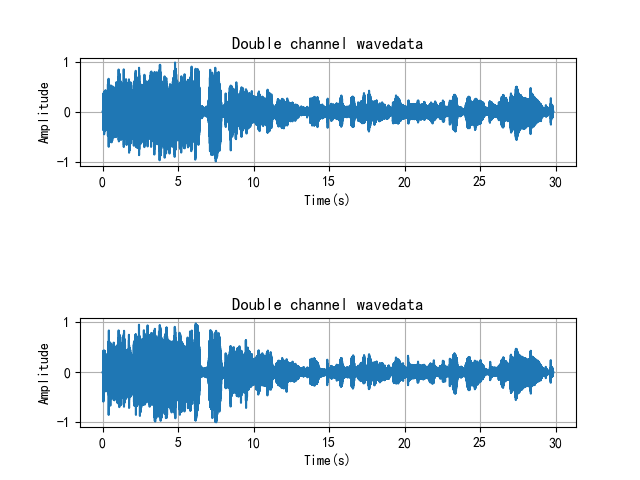 Double channel wavedata
1
0
−1
Amplitude
0 5 10 15 20 25 30
Time(s)
Double channel wavedata
1
0
−1
Amplitude
0 5 10 15 20 25 30
Time(s)